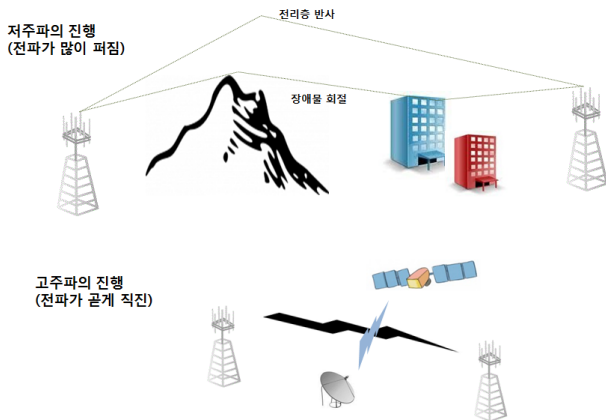 전리층 반사
저주파의 진행
(전파가 많이 퍼짐)
장애물 회절
고주파의 진행
(전파가 곧게 직진)